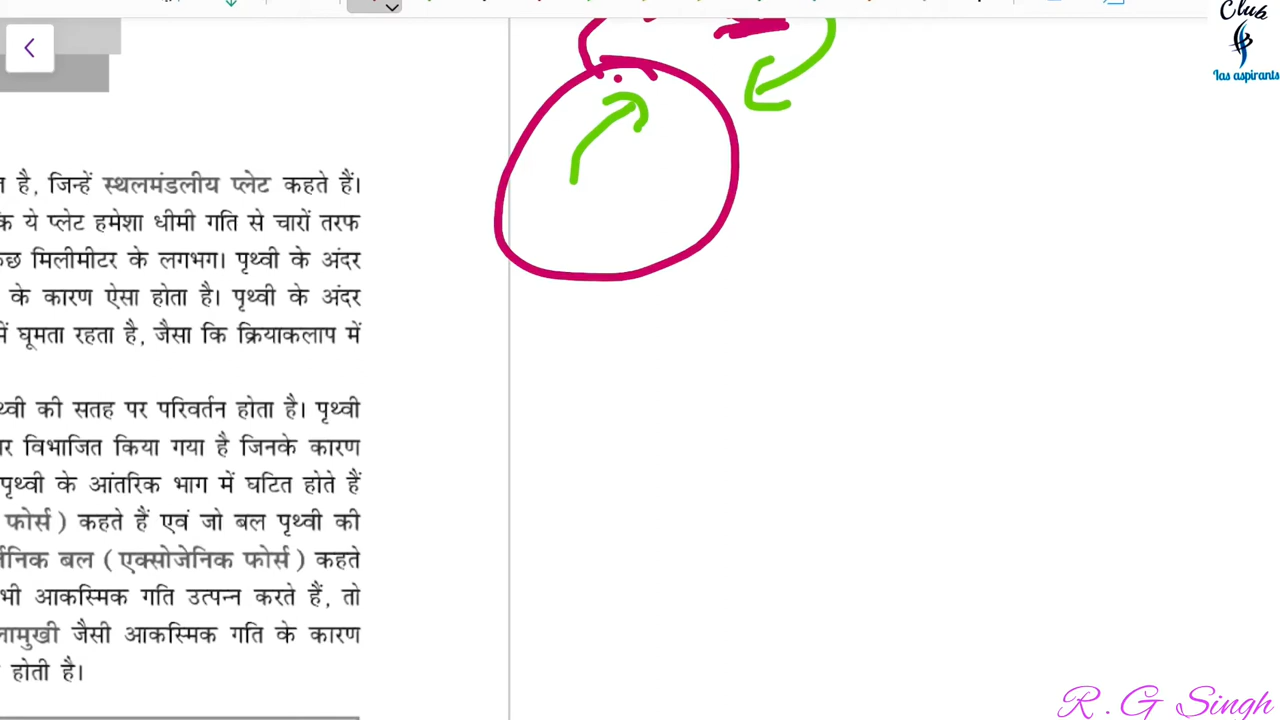 Club
Ias aspirants
है, जिन्हें स्थलमंडलीय प्लेट कहते हैं।
ये प्लेट हमेशा धीमी गति से चारों तरफ
मिलीमीटर के लगभग। पृथ्वी के अंदर
के कारण ऐसा होता है। पृथ्वी के अंदर
में घूमता रहता है, जैसा कि क्रियाकलाप में
की सतह पर परिवर्तन होता है। पृथ्वी
विभाजित किया गया है जिनके कारण
पृथ्वी के आंतरिक भाग में घटित होते हैं
फोर्स) कहते हैं एवं जो बल पृथ्वी की
बल (एक्सोजेनिक फोर्स) कहते
भी आकस्मिक गति उत्पन्न करते हैं, तो
जैसी आकस्मिक गति के कारण
होती है।
R.G Singh